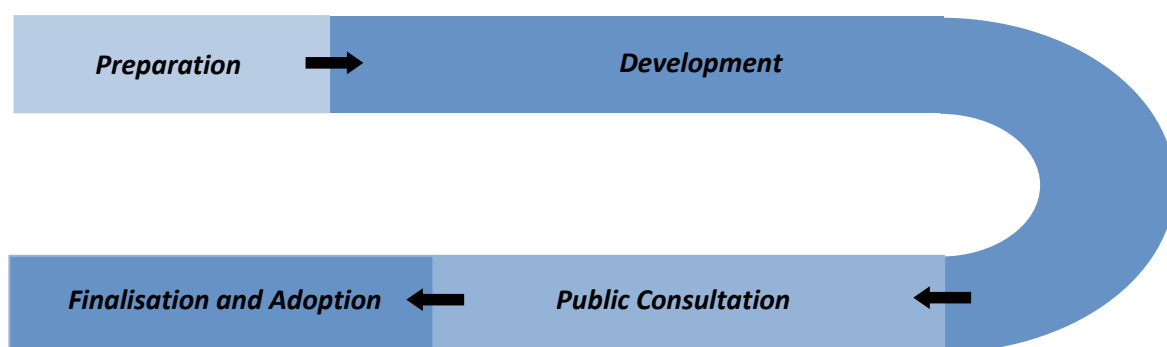 Preparation
Development
Public Consultation
Finalisation and Adoption